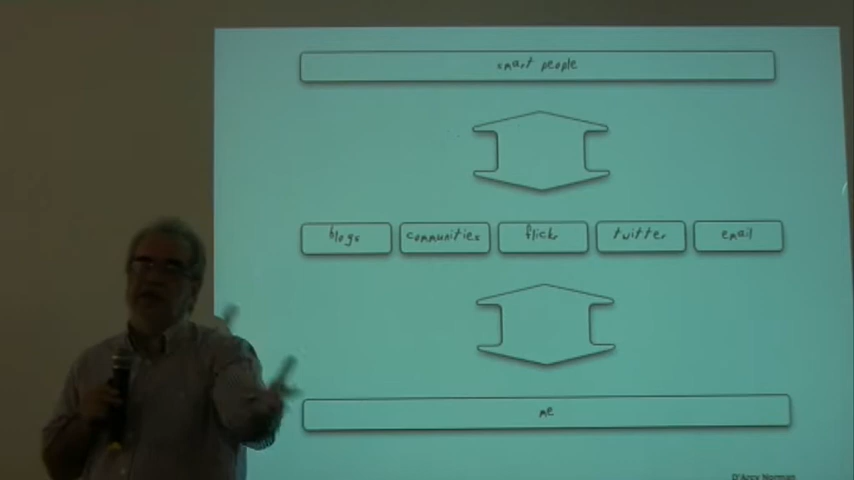 smart people
blogs communities flickr twitter email
me
D'Arcy Norman